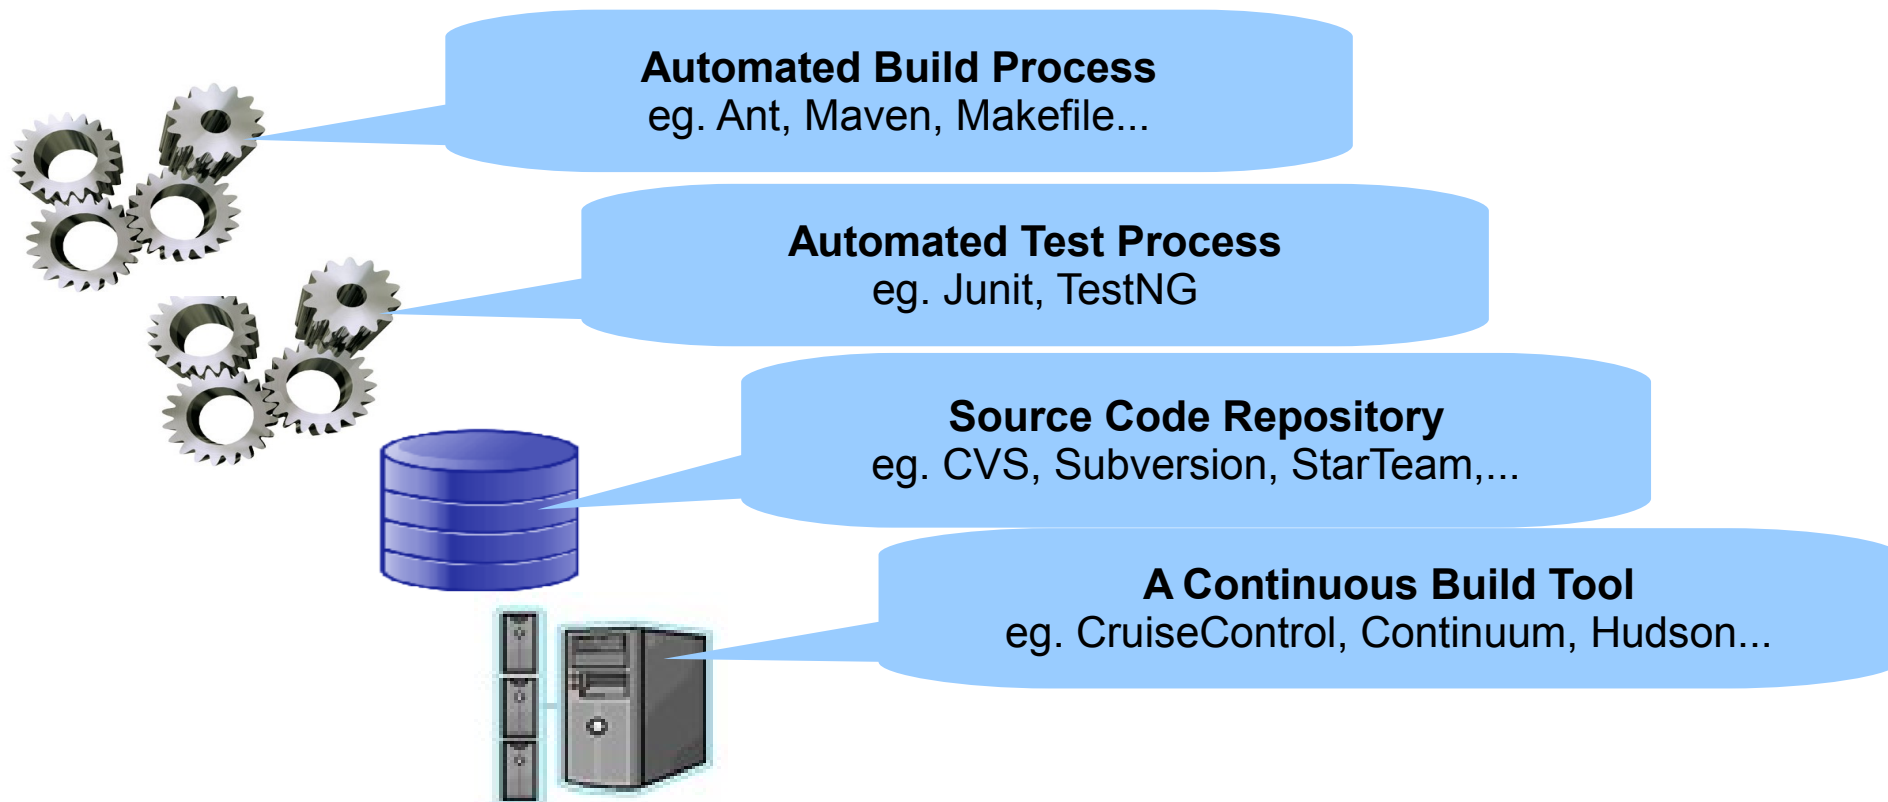 Automated Build Process
eg. Ant, Maven, Makefile...
Automated Test Process
eg. Junit, TestNG
Source Code Repository
eg. CVS, Subversion, StarTeam,...
A Continuous Build Tool
eg. CruiseControl, Continuum, Hudson...